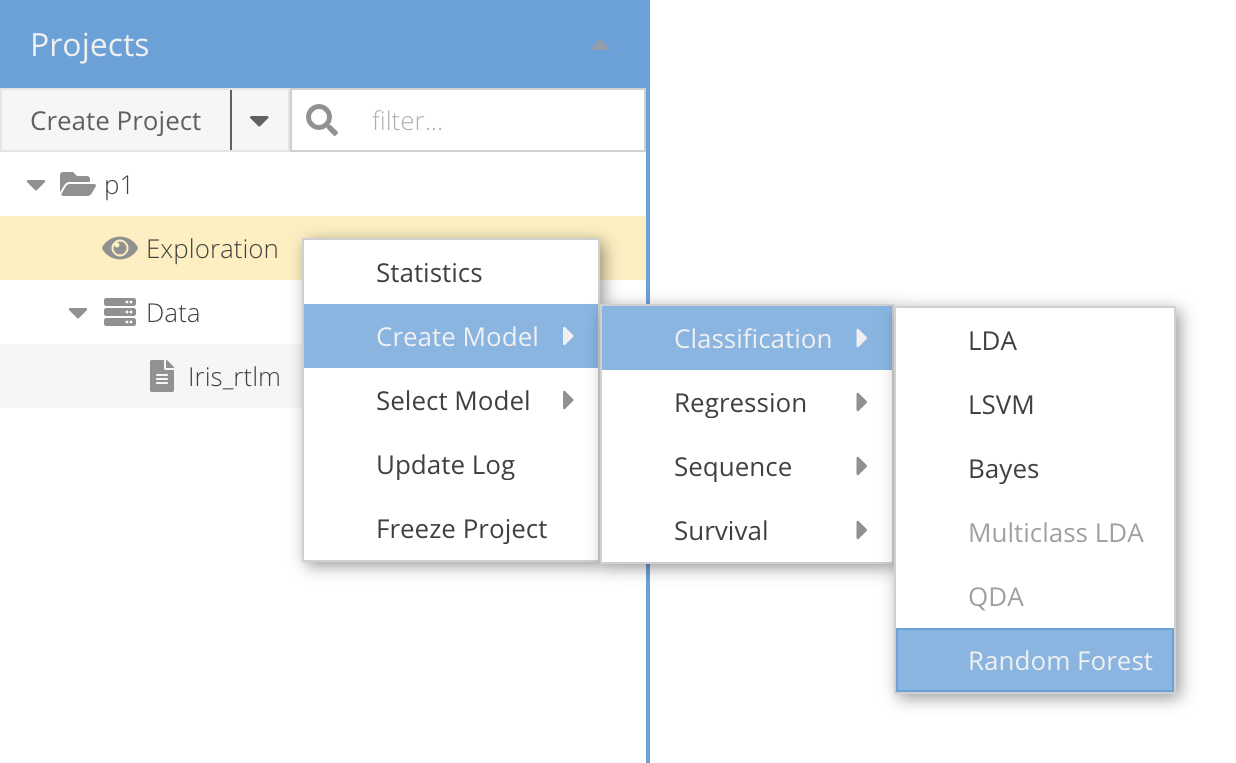 Projects
Create Project
filter...
p1
Exploration
Data
Iris_rtlm
Statistics
Create Model
Select Model
Update Log
Freeze Project
Classification
Regression
Sequence
Survival
LDA
LSVM
Bayes
Multiclass LDA
QDA
Random Forest